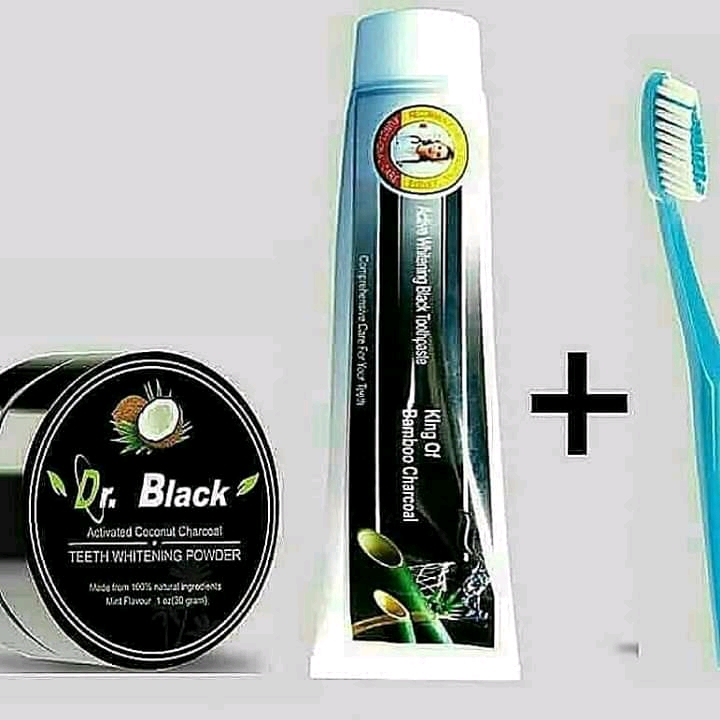 Dr. Black
Activated Coconut Charcoal
TEETH WHITENING POWDER
Made from 100% natural ingredients
Mint Flavour 1 oz(30 gram)
Active Whitening Black Toothpaste
Comprehensive Care For Your Teeth
KIng Of
Bamboo Charcoal
+